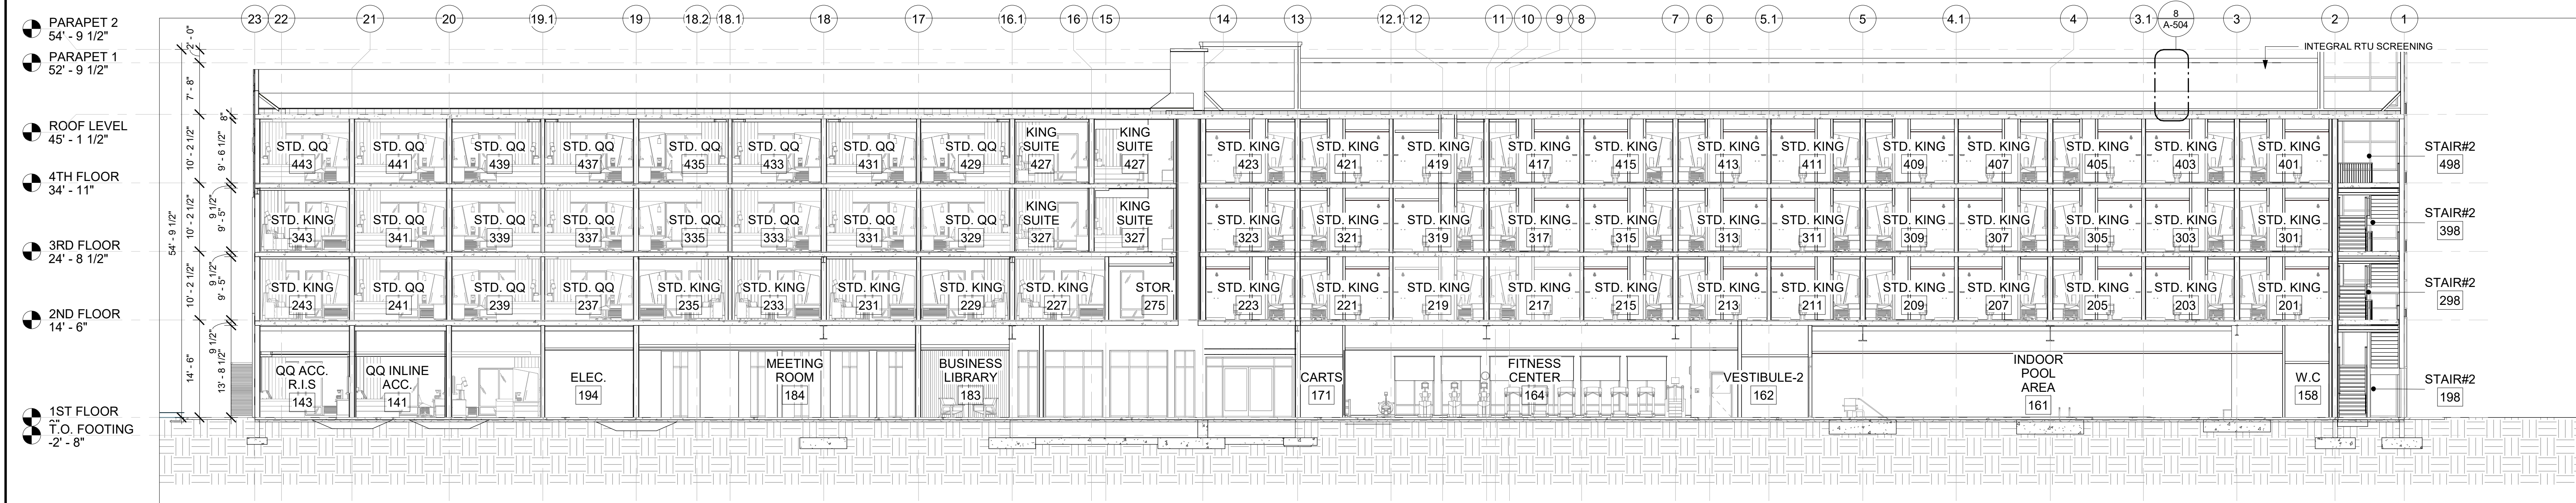 23 22 21 20 19.1 19 18.2 18.1 18 17 16.1 16 15 14 13 12.1 12 11 10 9 8 7 6 5.1 5 4.1 4 3.1 8 3 2 1
A-504
PARAPET 2
54' - 9 1/2"
PARAPET 1
52' - 9 1/2"
INTEGRAL RTU SCREENING
ROOF LEVEL
45' - 1 1/2"
4TH FLOOR
34' - 11"
3RD FLOOR
24' - 8 1/2"
2ND FLOOR
14' - 6"
1ST FLOOR
T.O. FOOTING
-2' - 8"
54' - 9 1/2"
2' - 0"
7' - 8"
10' - 2 1/2"
10' - 2 1/2"
10' - 2 1/2"
14' - 6"
8"
9' - 6 1/2"
9 1/2"
9' - 5"
9 1/2"
9' - 5"
9 1/2"
13' - 8 1/2"
STD. QQ
443
STD. QQ
441
STD. QQ
439
STD. QQ
437
STD. QQ
435
STD. QQ
433
STD. QQ
431
STD. QQ
429
KING
SUITE
427
KING
SUITE
427
STD. KING
423
STD. KING
421
STD. KING
419
STD. KING
417
STD. KING
415
STD. KING
413
STD. KING
411
STD. KING
409
STD. KING
407
STD. KING
405
STD. KING
403
STD. KING
401
STAIR#2
498
STD. KING
343
STD. QQ
341
STD. QQ
339
STD. QQ
337
STD. QQ
335
STD. QQ
333
STD. QQ
331
STD. QQ
329
KING
SUITE
327
KING
SUITE
327
STD. KING
323
STD. KING
321
STD. KING
319
STD. KING
317
STD. KING
315
STD. KING
313
STD. KING
311
STD. KING
309
STD. KING
307
STD. KING
305
STD. KING
303
STD. KING
301
STAIR#2
398
STD. KING
243
STD. QQ
241
STD. QQ
239
STD. QQ
237
STD. KING
235
STD. KING
233
STD. KING
231
STD. KING
229
STD. KING
227
STOR.
275
STD. KING
223
STD. KING
221
STD. KING
219
STD. KING
217
STD. KING
215
STD. KING
213
STD. KING
211
STD. KING
209
STD. KING
207
STD. KING
205
STD. KING
203
STD. KING
201
STAIR#2
298
QQ ACC.
R.I.S
143
QQ INLINE
ACC.
141
ELEC.
194
MEETING
ROOM
184
BUSINESS
LIBRARY
183
CARTS
171
FITNESS
CENTER
164
VESTIBULE-2
162
INDOOR
POOL
AREA
161
W.C
158
STAIR#2
198